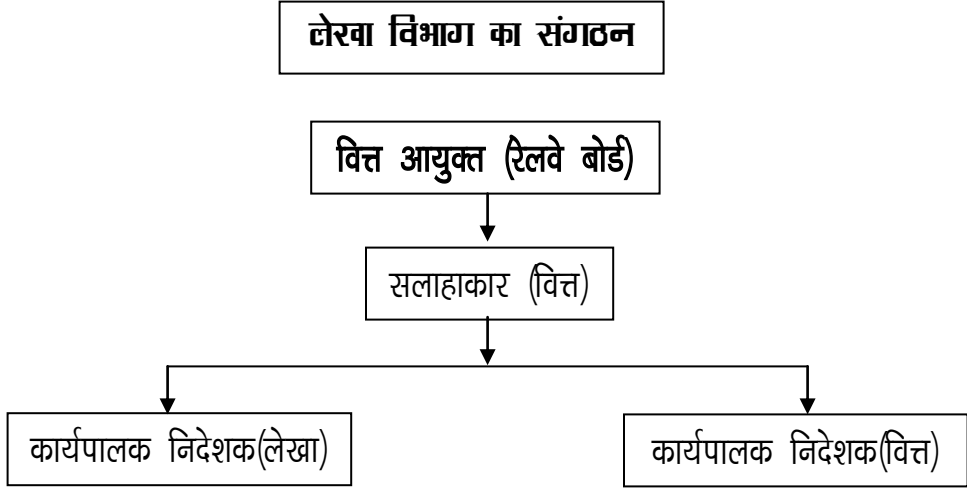 लेखा विभाग का संगठन
वित्त आयुक्त (रेलवे बोर्ड)
सलाहाकार (वित्त)
कार्यपालक निदेशक(लेखा)
कार्यपालक निदेशक(वित्त)